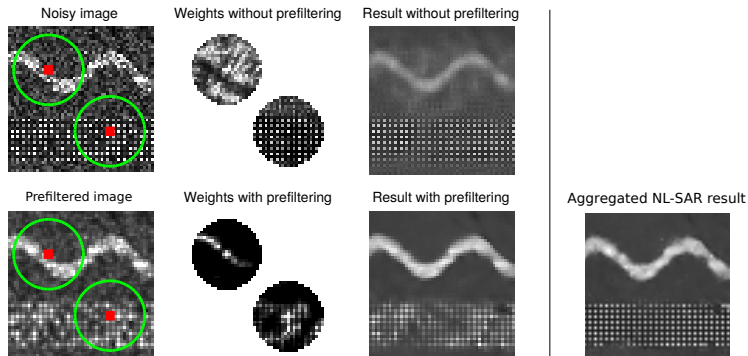 Noisy image
Weights without prefiltering
Result without prefiltering
Prefiltered image
Weights with prefiltering
Result with prefiltering
Aggregated NL-SAR result